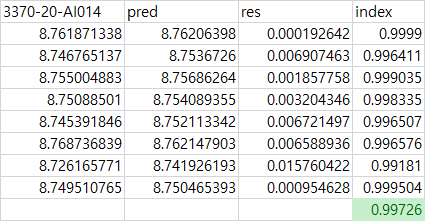 3370-20-AI014 pred res index
8.761871338 8.76206398 0.000192642 0.9999
8.746765137 8.7536726 0.006907463 0.996411
8.755004883 8.75686264 0.001857758 0.999035
8.75088501 8.754089355 0.003204346 0.998335
8.745391846 8.752113342 0.006721497 0.996507
8.768736839 8.762147903 0.006588936 0.996576
8.726165771 8.741926193 0.015760422 0.99181
8.749510765 8.750465393 0.000954628 0.999504
0.99726